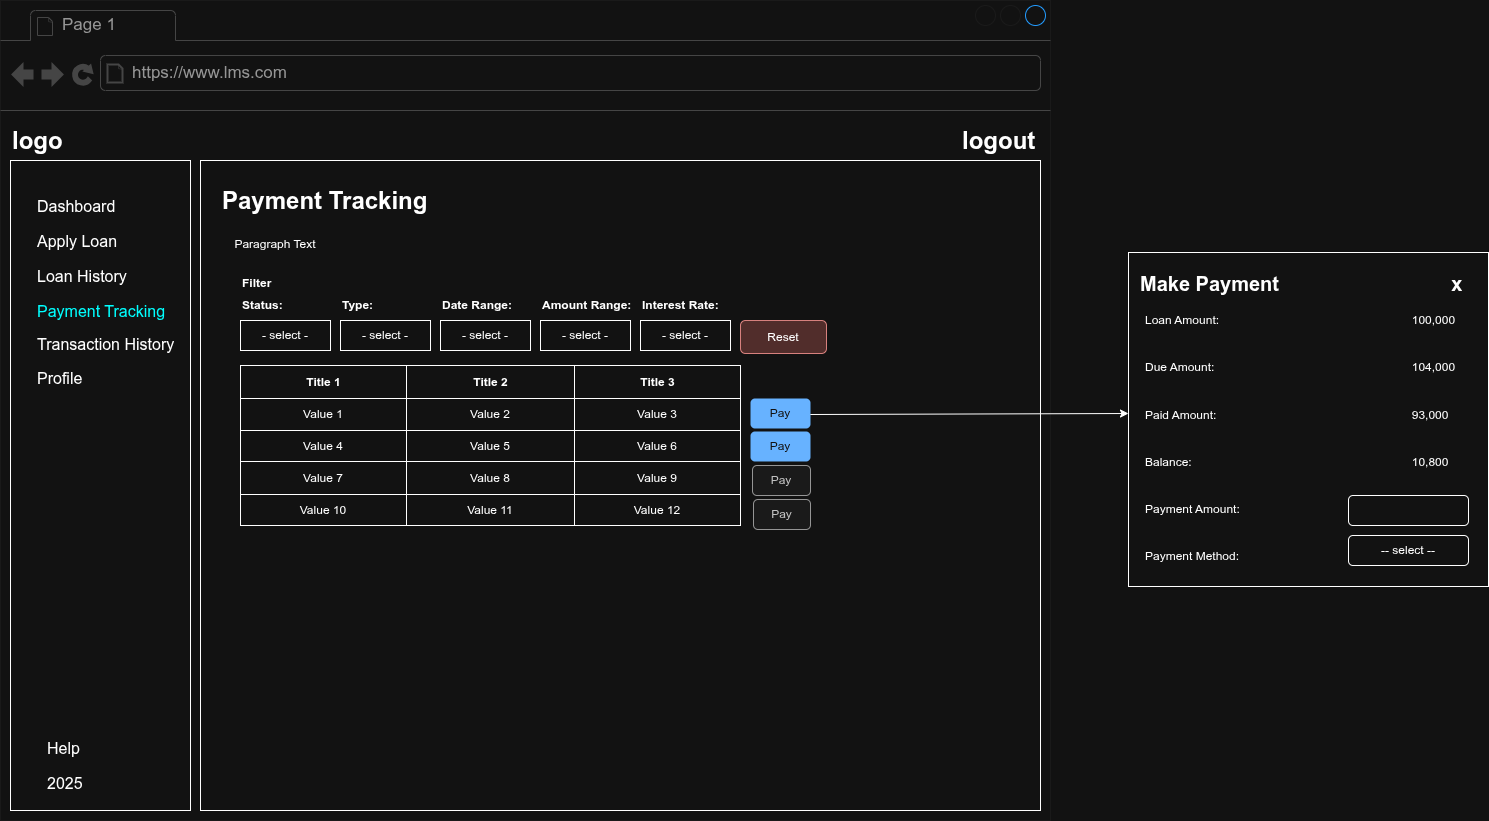 Page 1
https://www.lms.com
logo
logout
Dashboard
Apply Loan
Loan History
Payment Tracking
Transaction History
Profile
Help
2025
Payment Tracking
Paragraph Text
Filter
Status: Type: Date Range: Amount Range: Interest Rate:
- select - - select - - select - - select - - select - Reset
Title 1 Title 2 Title 3
Value 1 Value 2 Value 3 Pay
Value 4 Value 5 Value 6 Pay
Value 7 Value 8 Value 9 Pay
Value 10 Value 11 Value 12 Pay
Make Payment x
Loan Amount: 100,000
Due Amount: 104,000
Paid Amount: 93,000
Balance: 10,800
Payment Amount:
Payment Method: -- select --